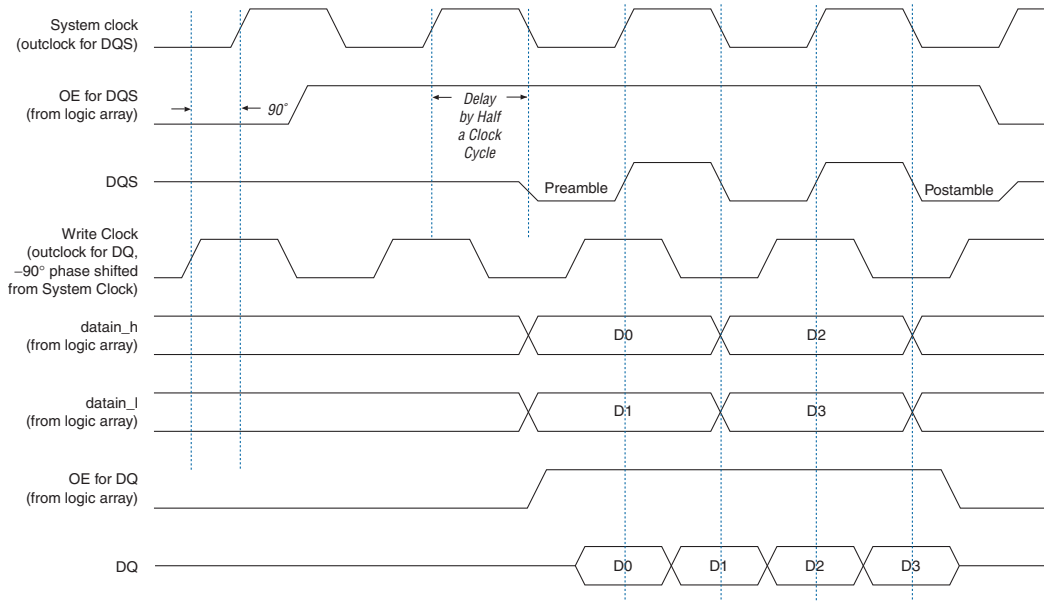 System clock
(outclock for DQS)
OE for DQS
(from logic array)
90°
Delay
by Half
a Clock
Cycle
DQS
Preamble
Postamble
Write Clock
(outclock for DQ,
−90° phase shifted
from System Clock)
datain_h
(from logic array)
D0
D2
datain_l
(from logic array)
D1
D3
OE for DQ
(from logic array)
DQ
D0
D1
D2
D3